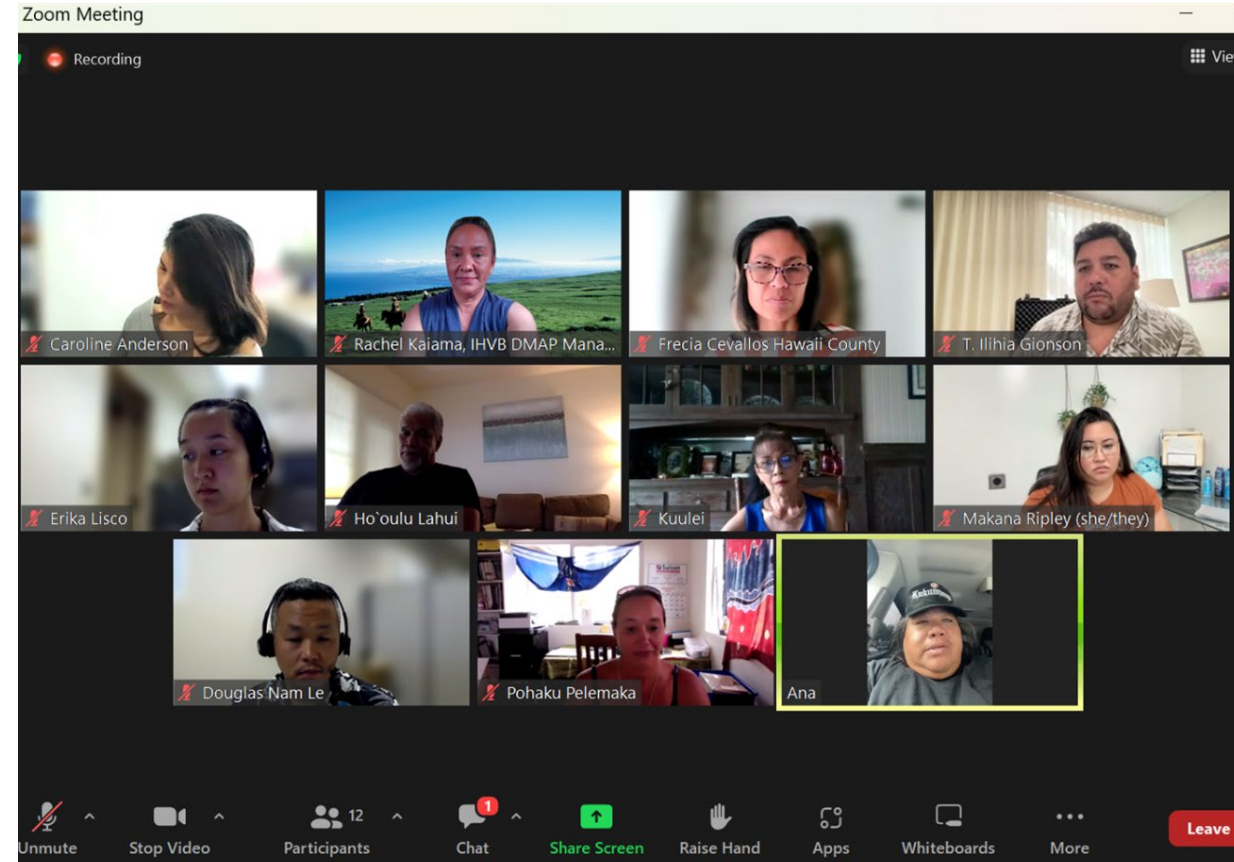 Zoom Meeting
Recording
Vie
Caroline Anderson
Rachel Kaiama, IHVB DMAP Mana...
Frecia Cevallos Hawaii County
T. Ilihia Gionson
Erika Lisco
Ho`oulu Lahui
Kuulei
Makana Ripley (she/they)
Douglas Nam Le
Pohaku Pelemaka
Ana
Unmute
Stop Video
12
Participants
1
Chat
Share Screen
Raise Hand
Apps
Whiteboards
More
Leave